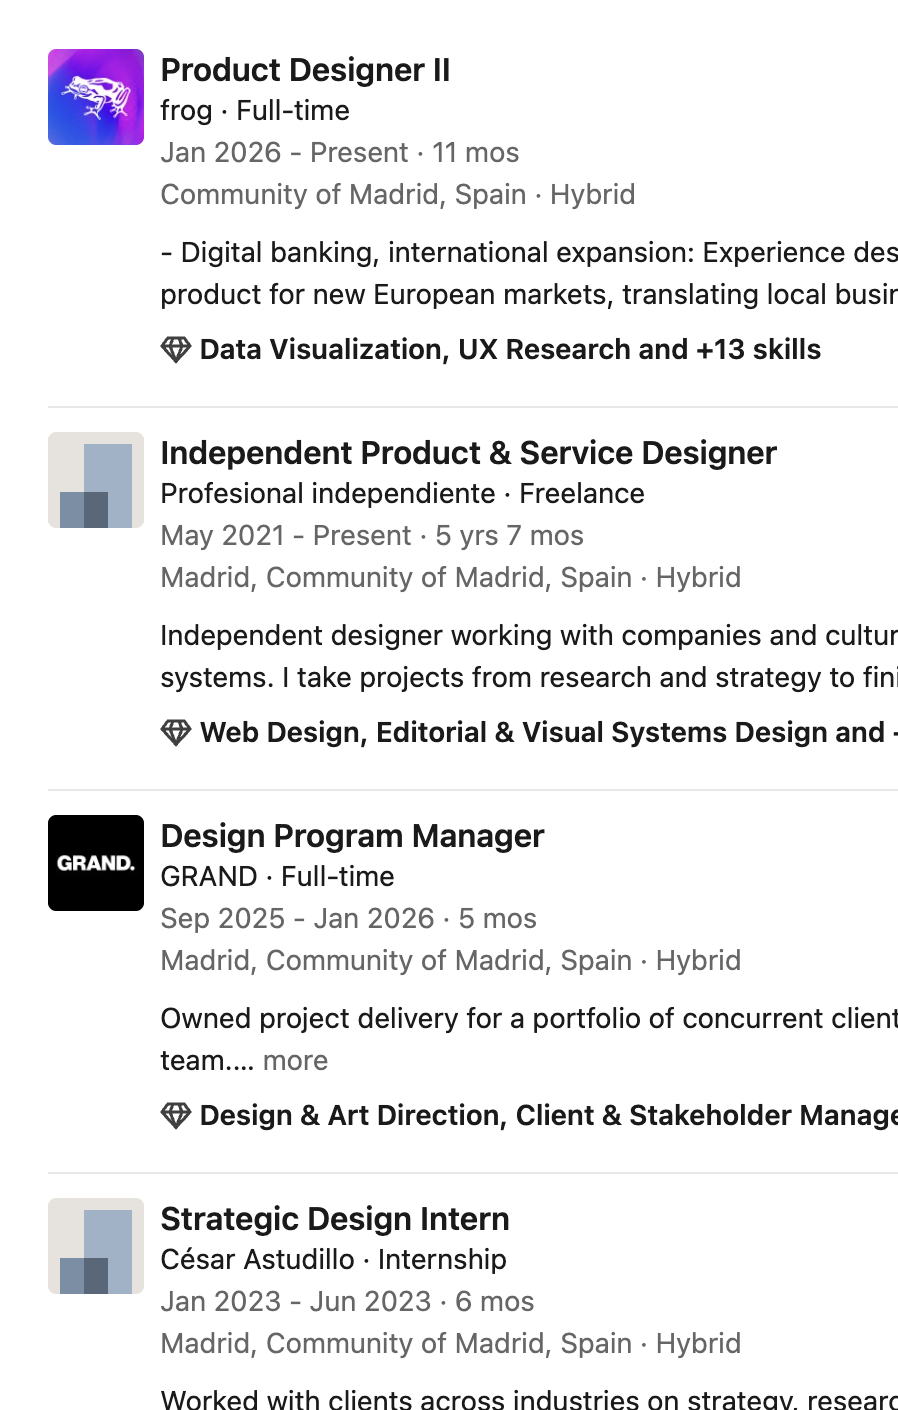 Product Designer II
frog · Full-time
Jan 2026 - Present · 11 mos
Community of Madrid, Spain · Hybrid
- Digital banking, international expansion: Experience des
product for new European markets, translating local busin
Data Visualization, UX Research and +13 skills
Independent Product & Service Designer
Profesional independiente · Freelance
May 2021 - Present · 5 yrs 7 mos
Madrid, Community of Madrid, Spain · Hybrid
Independent designer working with companies and cultur
systems. I take projects from research and strategy to fini
Web Design, Editorial & Visual Systems Design and
GRAND.
Design Program Manager
GRAND · Full-time
Sep 2025 - Jan 2026 · 5 mos
Madrid, Community of Madrid, Spain · Hybrid
Owned project delivery for a portfolio of concurrent client
team.... more
Design & Art Direction, Client & Stakeholder Manage
Strategic Design Intern
César Astudillo · Internship
Jan 2023 - Jun 2023 · 6 mos
Madrid, Community of Madrid, Spain · Hybrid
Worked with clients across industries on strategy, researc